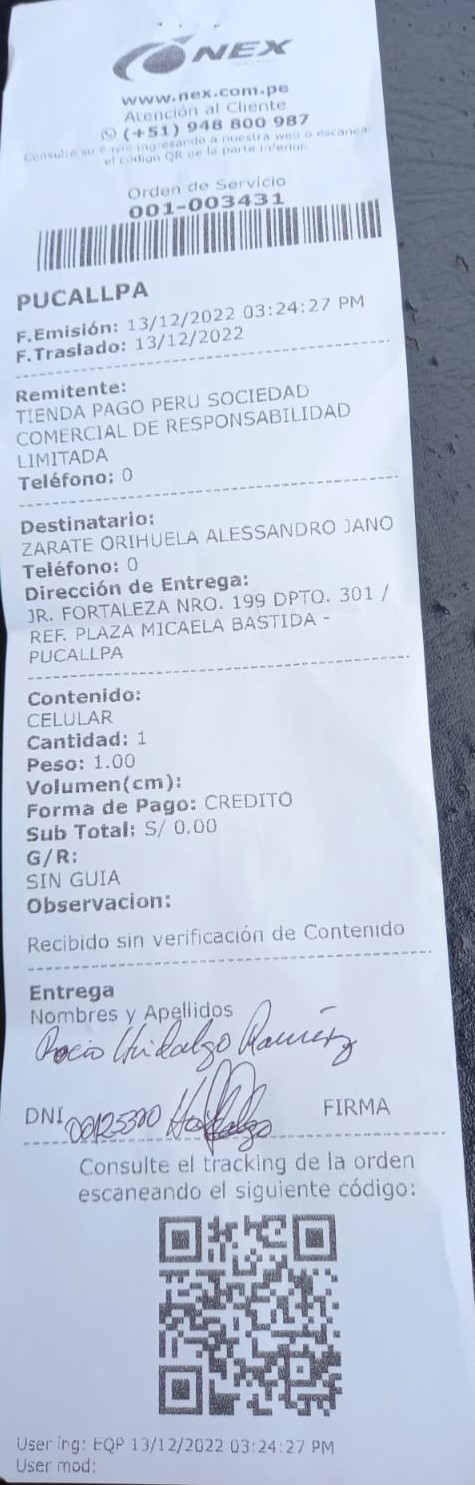 NEX
www.nex.com.pe
Atención al Cliente
(+51) 948 800 987
Consulte su envio ingresando a nuestra web o escanear
el código QR de la parte inferior.
Orden de Servicio
001-003431
PUCALLPA
F.Emisión: 13/12/2022 03:24:27 PM
F.Traslado: 13/12/2022
Remitente:
TIENDA PAGO PERU SOCIEDAD
COMERCIAL DE RESPONSABILIDAD
LIMITADA
Teléfono: 0
Destinatario:
ZARATE ORIHUELA ALESSANDRO JANO
Teléfono: 0
Dirección de Entrega:
JR. FORTALEZA NRO. 199 DPTO. 301 /
REF. PLAZA MICAELA BASTIDA -
PUCALLPA
Contenido:
CELULAR
Cantidad: 1
Peso: 1.00
Volumen(cm):
Forma de Pago: CREDITO
Sub Total: S/ 0.00
G/R:
SIN GUIA
Observacion:
Recibido sin verificación de Contenido
Entrega
Nombres y Apellidos
Rocio Huidalgo Ramírez
DNI 00125300 FIRMA
Consulte el tracking de la orden
escaneando el siguiente código:
User ing: EQP 13/12/2022 03:24:27 PM
User mod: